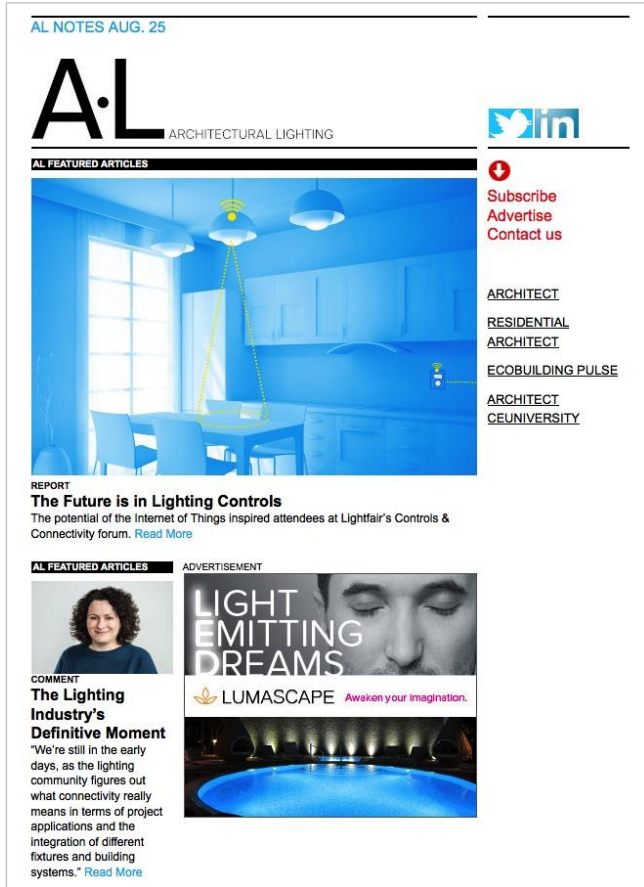 AL NOTES AUG. 25
A·L ARCHITECTURAL LIGHTING
in
Subscribe
Advertise
Contact us
ARCHITECT
RESIDENTIAL
ARCHITECT
ECOBUILDING PULSE
ARCHITECT
CEUNIVERSITY
AL FEATURED ARTICLES
REPORT
The Future is in Lighting Controls
The potential of the Internet of Things inspired attendees at Lightfair's Controls &
Connectivity forum. Read More
AL FEATURED ARTICLES
COMMENT
The Lighting
Industry's
Definitive Moment
"We're still in the early
days, as the lighting
community figures out
what connectivity really
means in terms of project
applications and the
integration of different
fixtures and building
systems." Read More
ADVERTISEMENT
LIGHT
EMITTING
DREAMS
LUMASCAPE Awaken your imagination.